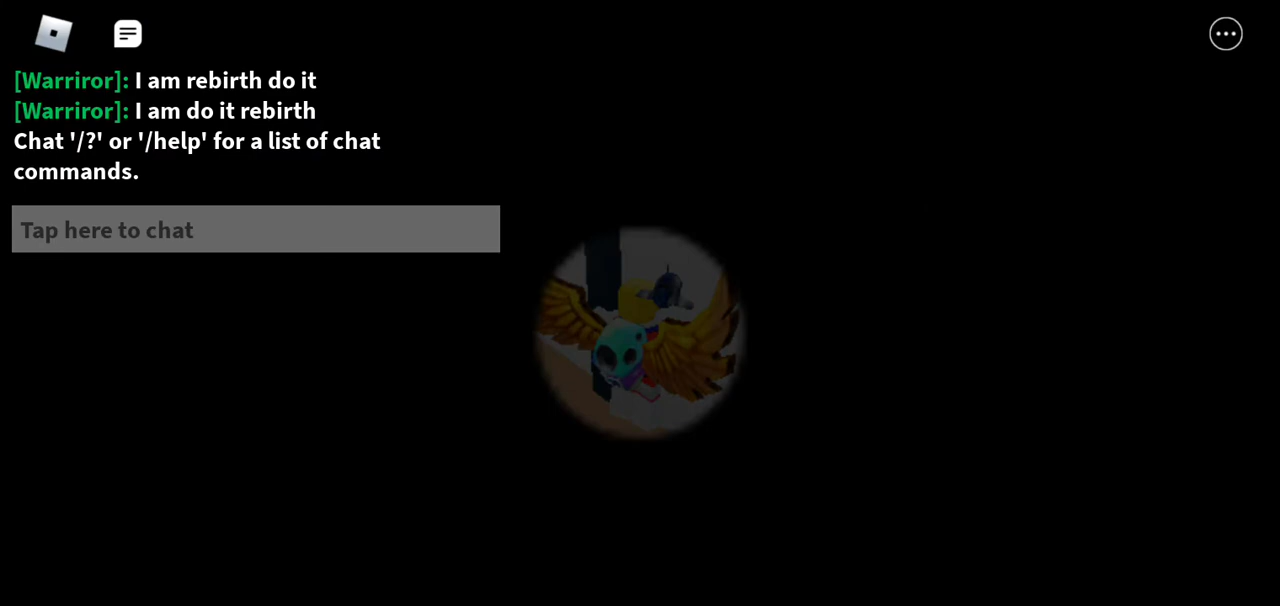 [Warriror]: I am rebirth do it
[Warriror]: I am do it rebirth
Chat '/?' or '/help' for a list of chat
commands.
Tap here to chat